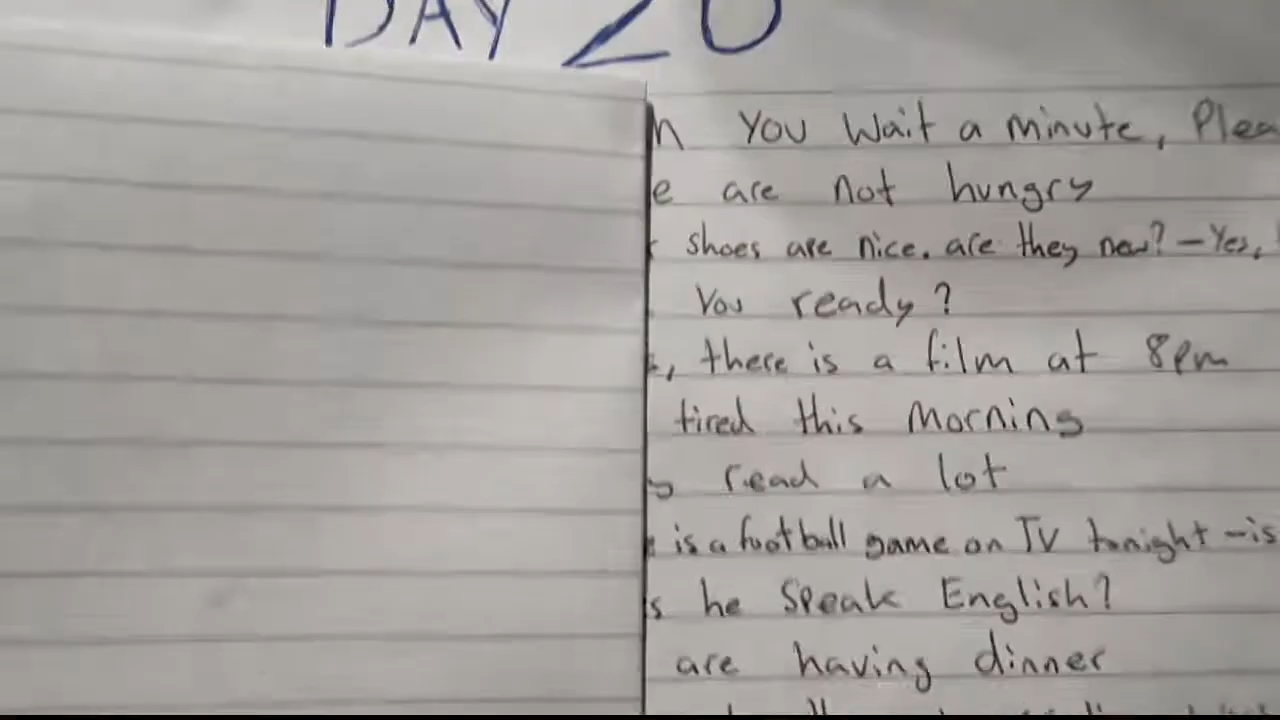 DAY 20
YOU Wait a minute,
are not hungry
shoes are nice. are they new? - Yes,
You ready?
, there is a film at 8pm
tired this morning
read a lot
is a football game on TV tonight - is
he speak English?
are having dinner